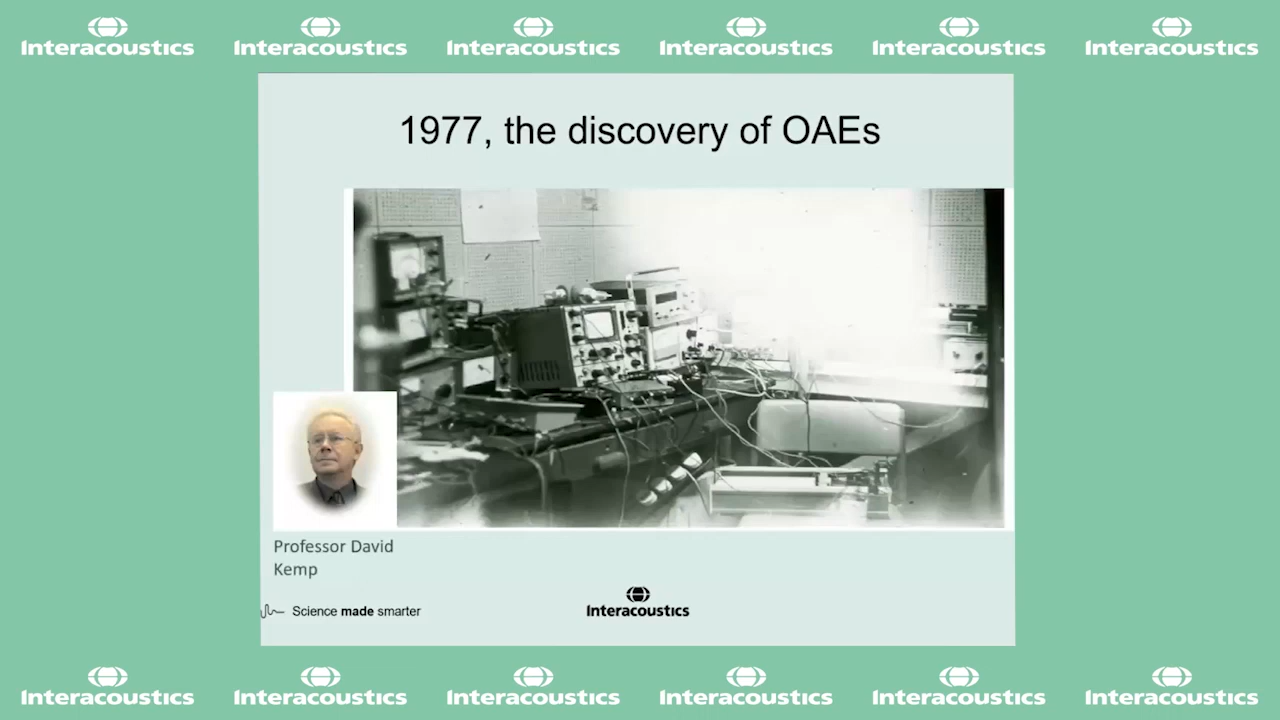 Interacoustics Interacoustics Interacoustics Interacoustics Interacoustics Interacoustics
1977, the discovery of OAEs
Professor David
Kemp
Science made smarter
Interacoustics
Interacoustics Interacoustics Interacoustics Interacoustics Interacoustics Interacoustics